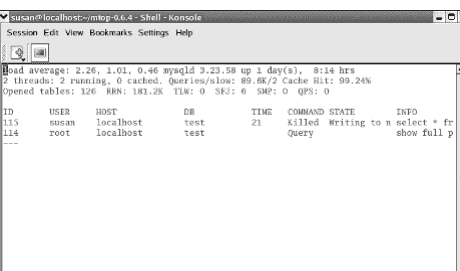 susan@localhost:~/mtop-0.6.4 - Shell - Konsole
Session Edit View Bookmarks Settings Help
load average: 2.26, 1.01, 0.46 mysqld 3.23.58 up 1 day(s), 8:14 hrs
2 threads: 2 running, 0 cached. Queries/slow: 89.6K/2 Cache Hit: 99.24%
Opened tables: 126 RRN: 181.2K TLW: 0 SFJ: 6 SMP: 0 QPS: 0
ID USER HOST DB TIME COMMAND STATE INFO
115 susan localhost test 21 Killed Writing to n select * fr
114 root localhost test Query show full p
---